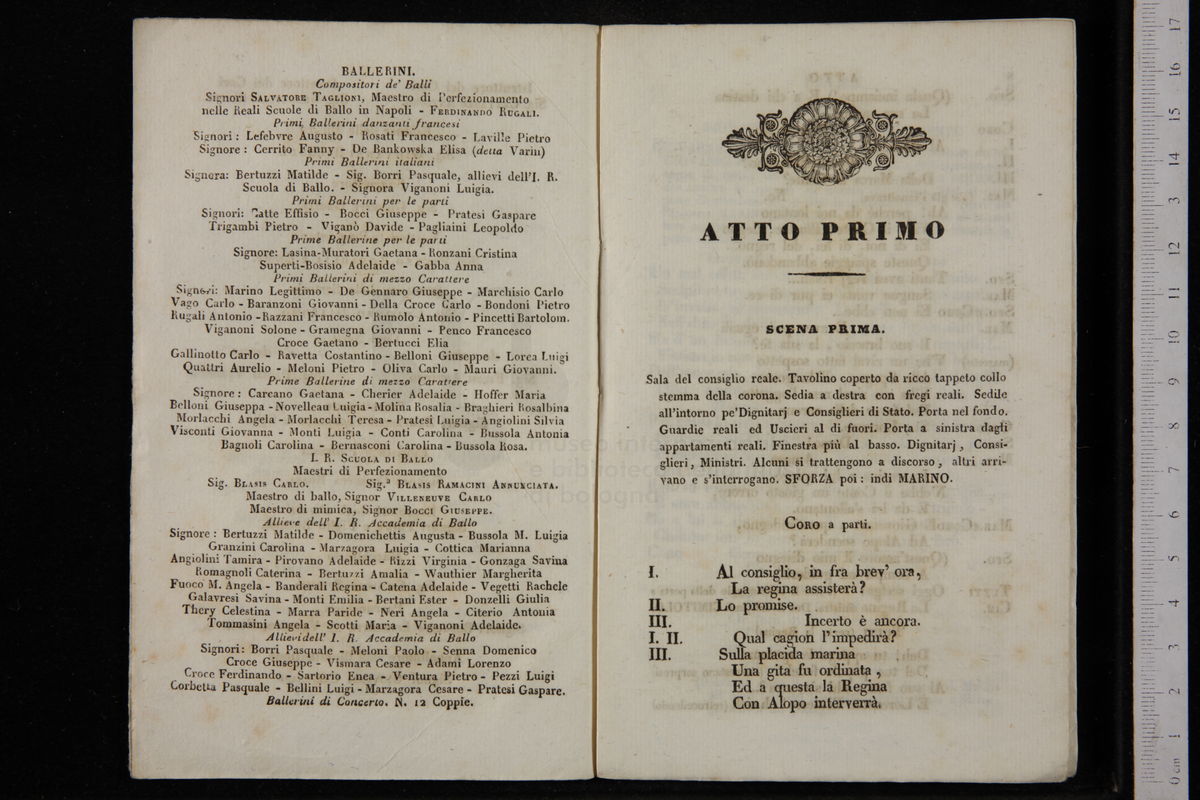 BALLERINI.
Compositori de' Balli
Signori SALVATORE TAGLIONI, Maestro di Perfezionamento
nelle Reali Scuole di Ballo in Napoli - FERDINANDO RUGALI.
Primi Ballerini danzanti francesi
Signori : Lefebvre Augusto - Rosati Francesco - Laville Pietro
Signore : Cerrito Fanny - De Bankowska Elisa (detta Varin)
Primi Ballerini italiani
Signora: Bertuzzi Matilde - Sig. Borri Pasquale, allievi dell'I. R.
Scuola di Ballo. - Signora Viganoni Luigia.
Primi Ballerini per le parti
Signori: Catte Effisio - Bocci Giuseppe - Pratesi Gaspare
Trigambi Pietro - Viganò Davide - Pagliaini Leopoldo
Prime Ballerine per le parti
Signore: Lasina-Muratori Gaetana - Ronzani Cristina
Superti-Bosisio Adelaide - Gabba Anna
Primi Ballerini di mezzo Carattere
Signori: Marino Legittimo - De Gennaro Giuseppe - Marchisio Carlo
Vago Carlo - Baranzoni Giovanni - Della Croce Carlo - Bondoni Pietro
Rugali Antonio - Razzani Francesco - Rumolo Antonio - Pincetti Bartolom.
Viganoni Solone - Gramegna Giovanni - Penco Francesco
Croce Gaetano - Bertucci Elia
Gallinotto Carlo - Ravetta Costantino - Belloni Giuseppe - Lorea Luigi
Quattri Aurelio - Meloni Pietro - Oliva Carlo - Mauri Giovanni.
Prime Ballerine di mezzo Carattere
Signore : Carcano Gaetana - Cherier Adelaide - Hoffer Maria
Belloni Giuseppa - Novelleau Luigia - Molina Rosalia - Braghieri Rosalbina
Morlacchi Angela - Morlacchi Teresa - Pratesi Luigia - Angiolini Silvia
Visconti Giovanna - Monti Luigia - Conti Carolina - Bussola Antonia
Bagnoli Carolina - Bernasconi Carolina - Bussola Rosa.
I. R. SCUOLA DI BALLO
Maestri di Perfezionamento
Sig. BLASIS CARLO. Sig.ª BLASIS RAMACINI ANNUNCIATA.
Maestro di ballo, Signor VILLENEUVE CARLO
Maestro di mimica, Signor BOCCI GIUSEPPE.
Allieve dell' I. R. Accademia di Ballo
Signore : Bertuzzi Matilde - Domenichettis Augusta - Bussola M. Luigia
Granzini Carolina - Marzagora Luigia - Cottica Marianna
Angiolini Tamira - Pirovano Adelaide - Rizzi Virginia - Gonzaga Savina
Romagnoli Caterina - Bertuzzi Amalia - Wauthier Margherita
Fuoco M. Angela - Banderali Regina - Catena Adelaide - Vegetti Rachele
Galavresi Savina - Monti Emilia - Bertani Ester - Donzelli Giulia
Thery Celestina - Marra Paride - Neri Angela - Citerio Antonia
Tommasini Angela - Scotti Maria - Viganoni Adelaide.
Allievi dell' I. R. Accademia di Ballo
Signori: Borri Pasquale - Meloni Paolo - Senna Domenico
Croce Giuseppe - Vismara Cesare - Adami Lorenzo
Croce Ferdinando - Sartorio Enea - Ventura Pietro - Pezzi Luigi
Corbetta Pasquale - Bellini Luigi - Marzagora Cesare - Pratesi Gaspare.
Ballerini di Concerto. N. 12 Coppie.
ATTO PRIMO
SCENA PRIMA.
Sala del consiglio reale. Tavolino coperto da ricco tappeto collo
stemma della corona. Sedia a destra con fregi reali. Sedile
all'intorno pe'Dignitarj e Consiglieri di Stato. Porta nel fondo.
Guardie reali ed Uscieri al di fuori. Porta a sinistra dagli
appartamenti reali. Finestra più al basso. Dignitarj, Consi-
glieri, Ministri. Alcuni si trattengono a discorso, altri arri-
vano e s'interrogano. SFORZA poi : indi MARINO.
CORO a parti.
I. Al consiglio, in fra brev' ora,
La regina assisterà?
II. Lo promise.
III. Incerto è ancora.
I. II. Qual cagion l'impedirà?
III. Sulla placida marina
Una gita fu ordinata ,
Ed a questa la Regina
Con Alopo interverrà.